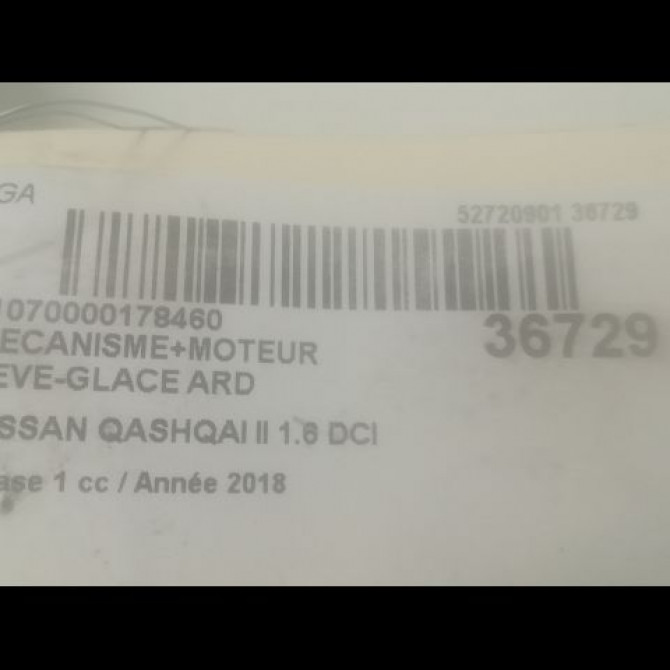 GA
52720901 36729
1070000178460
36729
ECANISME+MOTEUR
EVE-GLACE ARD
SSAN QASHQAI II 1.6 DCI
ase 1 cc / Année 2018